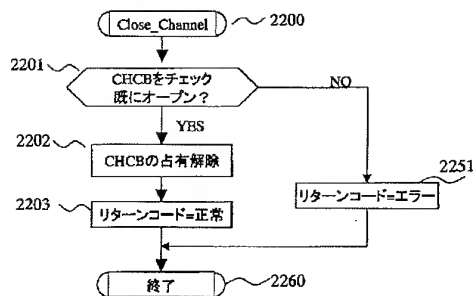 Close_Channel
2200
2201
CHCBをチェック
既にオープン？
NO
YES
2202
CHCBの占有解除
2251
リターンコード=エラー
2203
リターンコード=正常
終了
2260